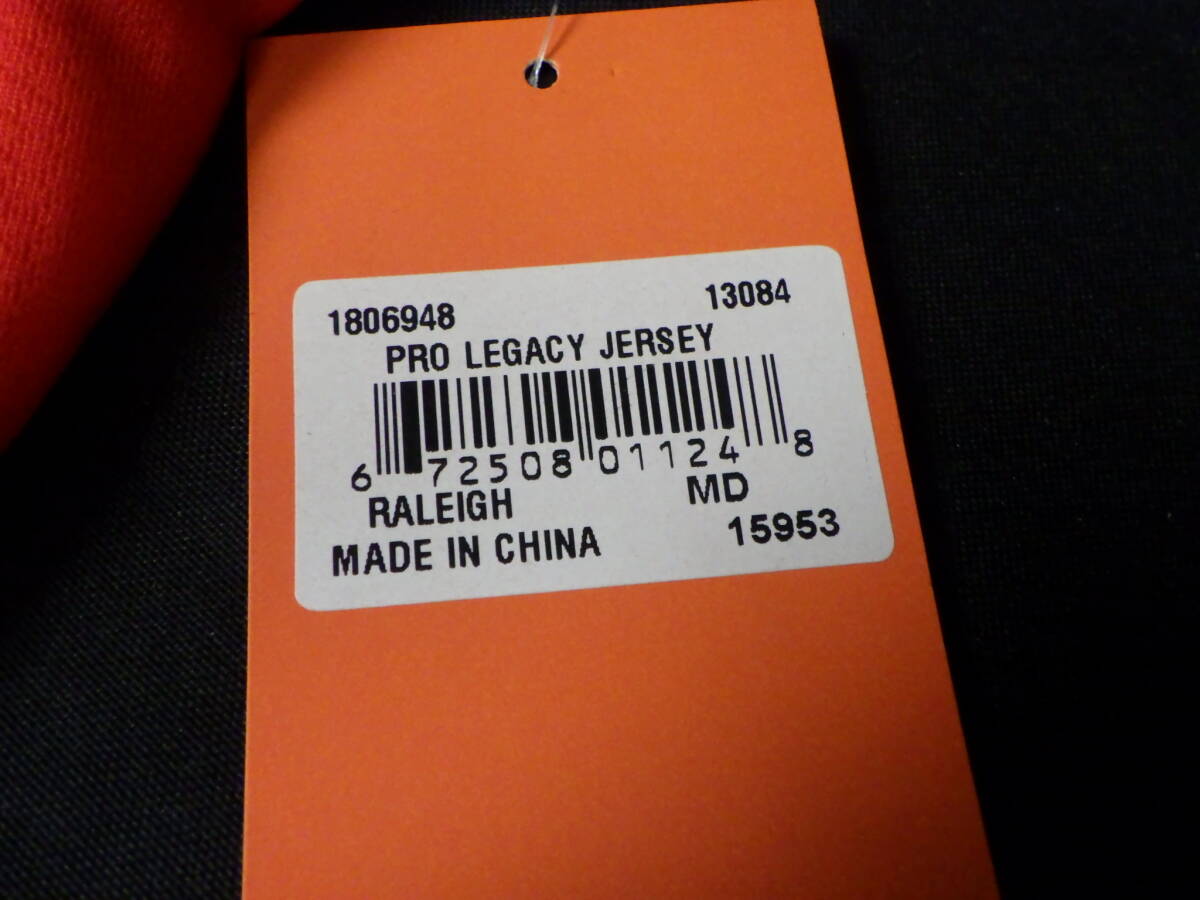 1806948 13084
PRO LEGACY JERSEY
6 72508 01124 8
RALEIGH MD
MADE IN CHINA 15953